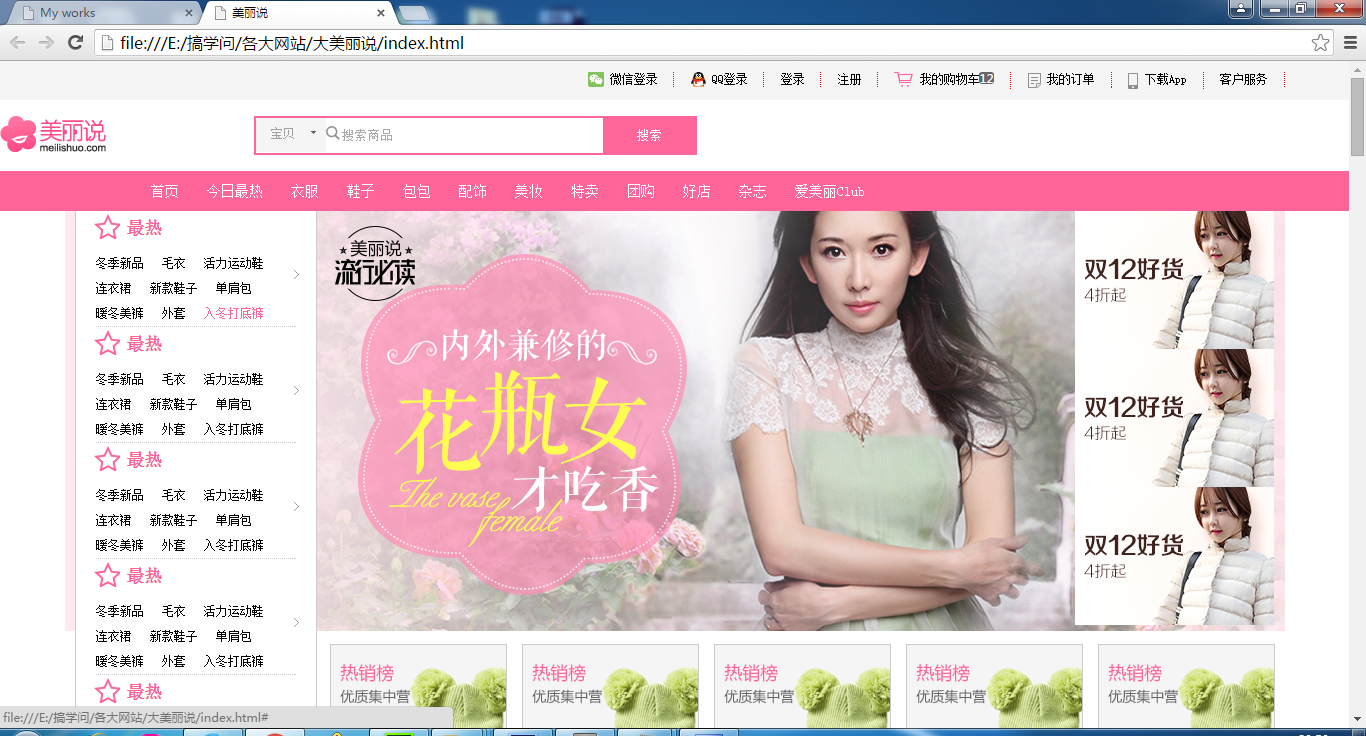 My works
美丽说
file:///E:/搞学问/各大网站/大美丽说/index.html
微信登录 QQ登录 登录 注册 我的购物车12 我的订单 下载App 客户服务
美丽说
meilishuo.com
宝贝 搜索商品 搜索
首页 今日最热 衣服 鞋子 包包 配饰 美妆 特卖 团购 好店 杂志 爱美丽Club
最热
冬季新品 毛衣 活力运动鞋
连衣裙 新款鞋子 单肩包
暖冬美裤 外套 入冬打底裤
最热
冬季新品 毛衣 活力运动鞋
连衣裙 新款鞋子 单肩包
暖冬美裤 外套 入冬打底裤
最热
冬季新品 毛衣 活力运动鞋
连衣裙 新款鞋子 单肩包
暖冬美裤 外套 入冬打底裤
最热
冬季新品 毛衣 活力运动鞋
连衣裙 新款鞋子 单肩包
暖冬美裤 外套 入冬打底裤
最热
美丽说
流行必读
内外兼修的
花瓶女
才吃香
The vase
female
双12好货
4折起
双12好货
4折起
双12好货
4折起
热销榜
优质集中营
热销榜
优质集中营
热销榜
优质集中营
热销榜
优质集中营
热销榜
优质集中营
file:///E:/搞学问/各大网站/大美丽说/index.html#